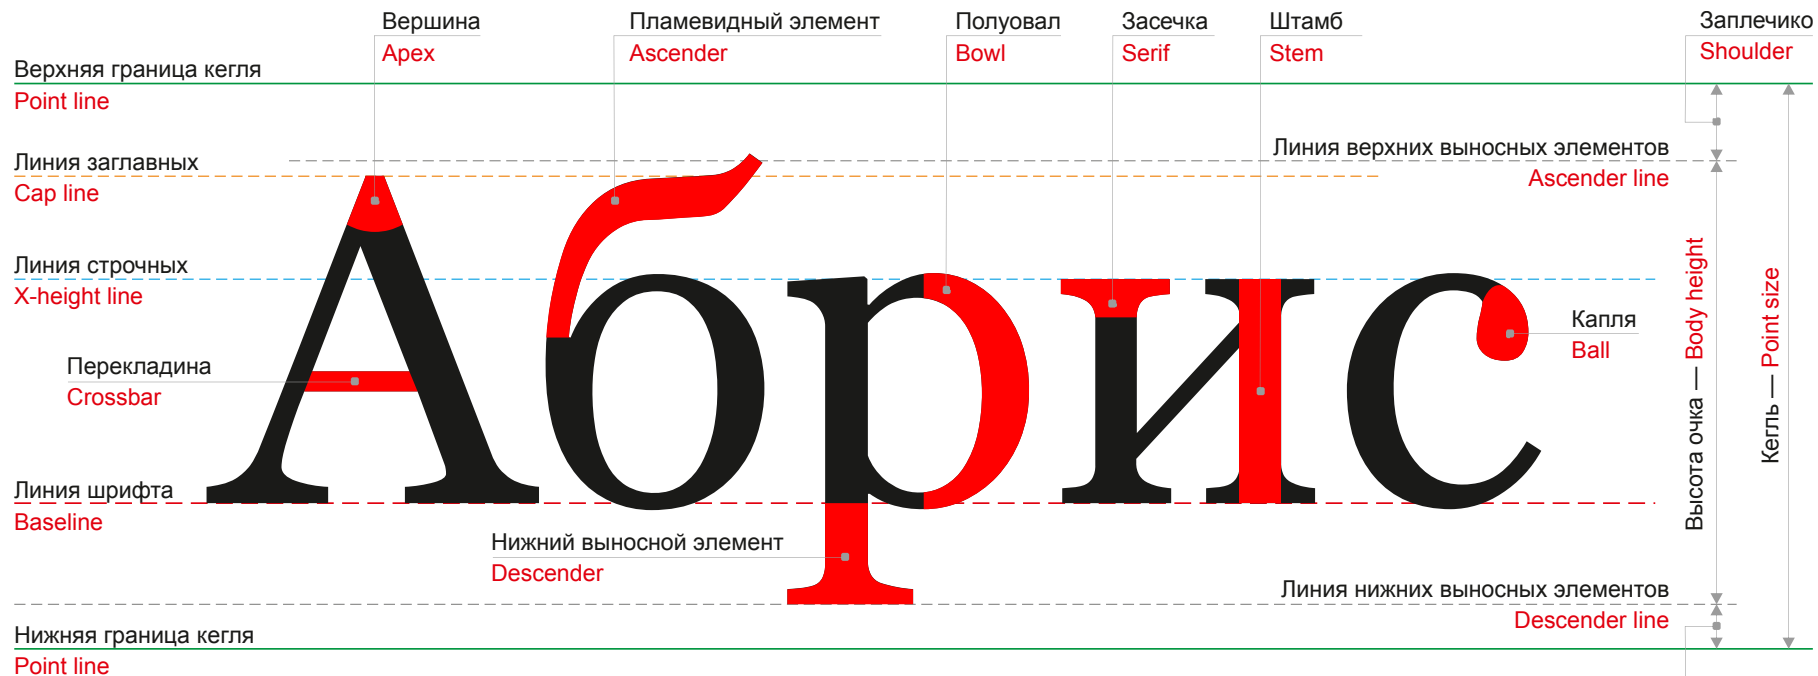 Вершина
Apex
Пламевидный элемент
Ascender
Полуовал
Bowl
Засечка
Serif
Штамб
Stem
Заплечико
Shoulder
Верхняя граница кегля
Point line
Линия заглавных
Cap line
Линия верхних выносных элементов
Ascender line
Линия строчных
X-height line
Абрис
Капля
Ball
Перекладина
Crossbar
Высота очка — Body height
Кегль — Point size
Линия шрифта
Baseline
Нижний выносной элемент
Descender
Линия нижних выносных элементов
Descender line
Нижняя граница кегля
Point line